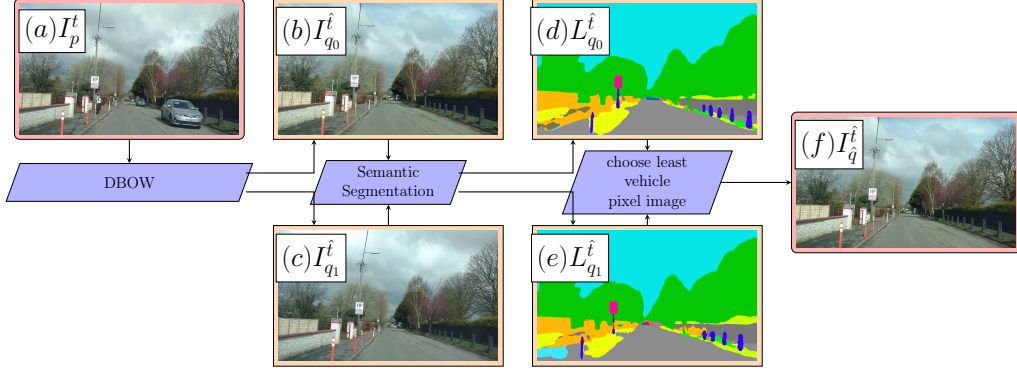 (a)I_p^t
(b)I_{q_0}^{\hat{t}}
(d)L_{q_0}^{\hat{t}}
DBOW
Semantic
Segmentation
choose least
vehicle
pixel image
(f)I_{\hat{q}}^{\hat{t}}
(c)I_{q_1}^{\hat{t}}
(e)L_{q_1}^{\hat{t}}